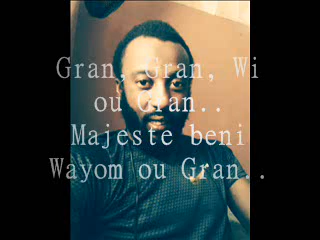 Gran, Gran, Wi
ou Gran..
Majeste beni
Wayom ou Gran..